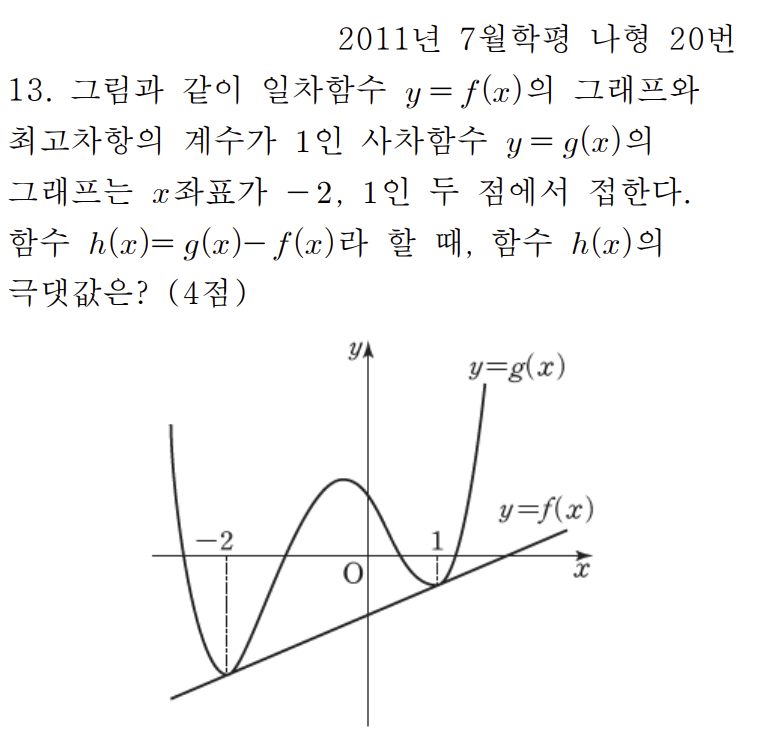 2011년 7월학평 나형 20번
13. 그림과 같이 일차함수 y=f(x)의 그래프와
최고차항의 계수가 1인 사차함수 y=g(x)의
그래프는 x좌표가 -2, 1인 두 점에서 접한다.
함수 h(x)=g(x)-f(x)라 할 때, 함수 h(x)의
극댓값은? (4점)
y
y=g(x)
y=f(x)
-2
1
O
x